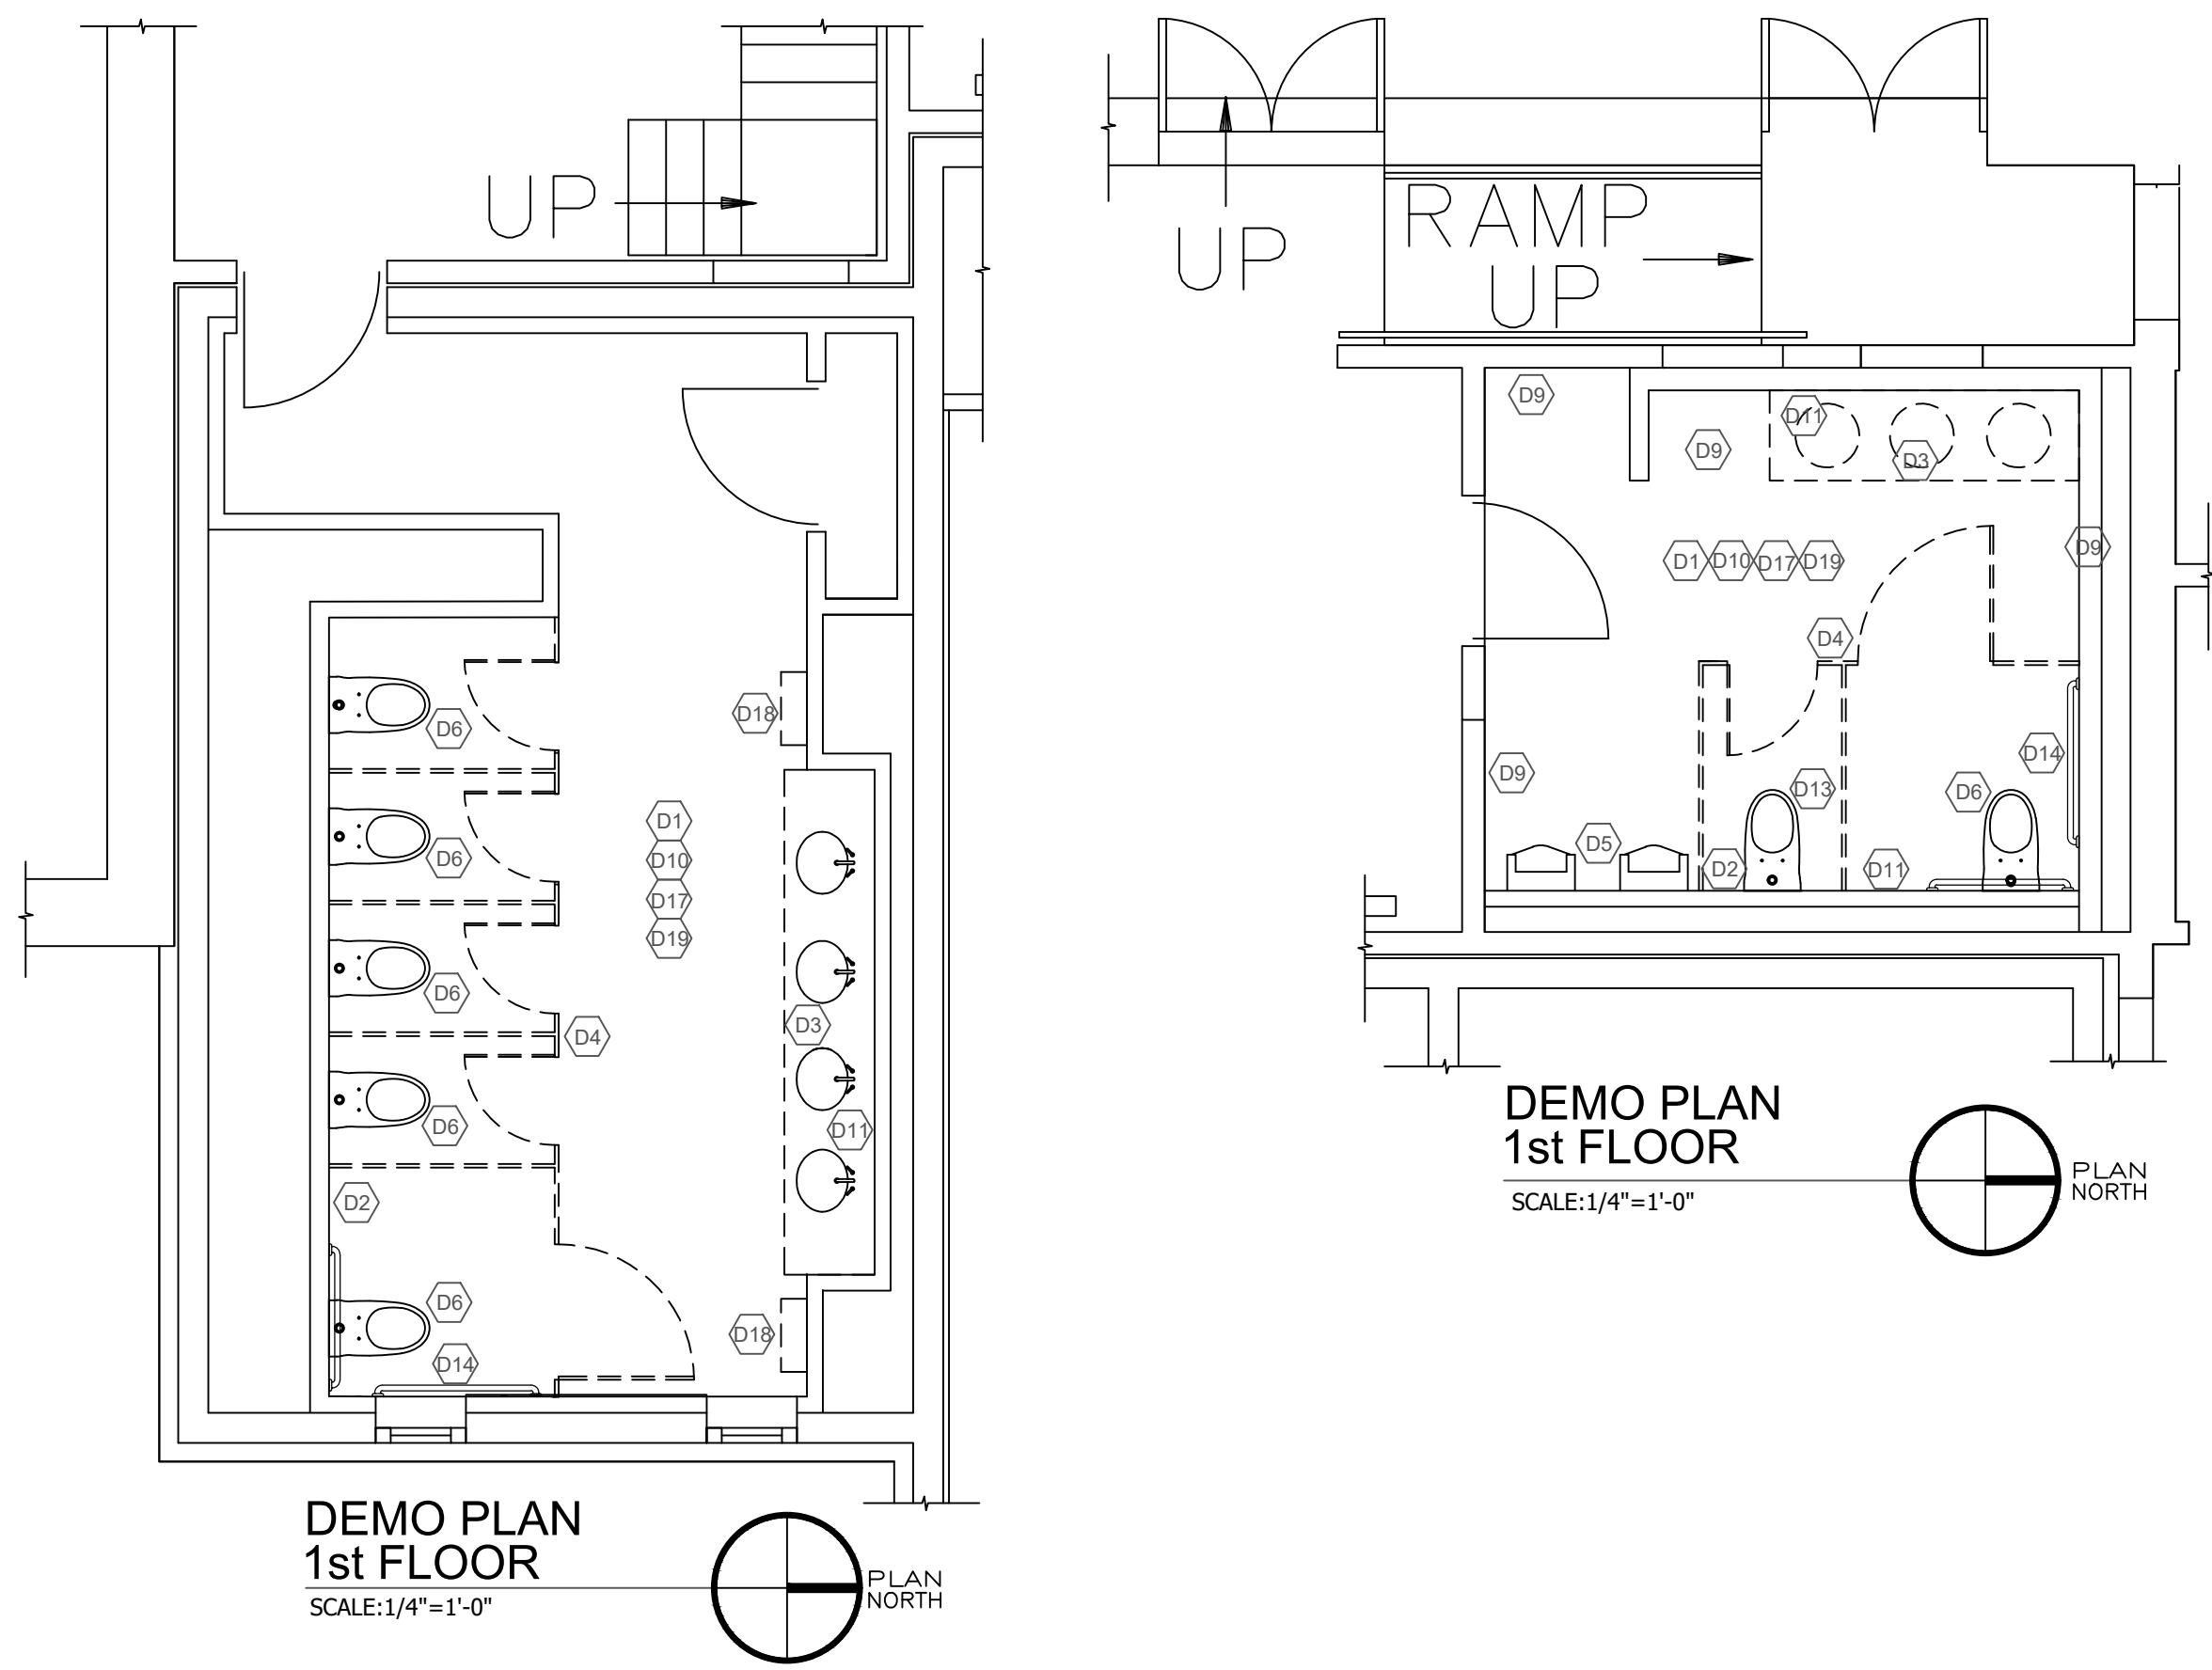 UP
D18
D6
D6
D1
D10
D17
D19
D6
D4
D3
D6
D11
D2
D6
D18
D14
DEMO PLAN
1st FLOOR
SCALE:1/4"=1'-0"
PLAN
NORTH
UP
RAMP
UP
D9
D11
D9
D3
D1 D10 D17 D19
D9
D4
D14
D9
D13
D6
D5
D2
D11
DEMO PLAN
1st FLOOR
SCALE:1/4"=1'-0"
PLAN
NORTH